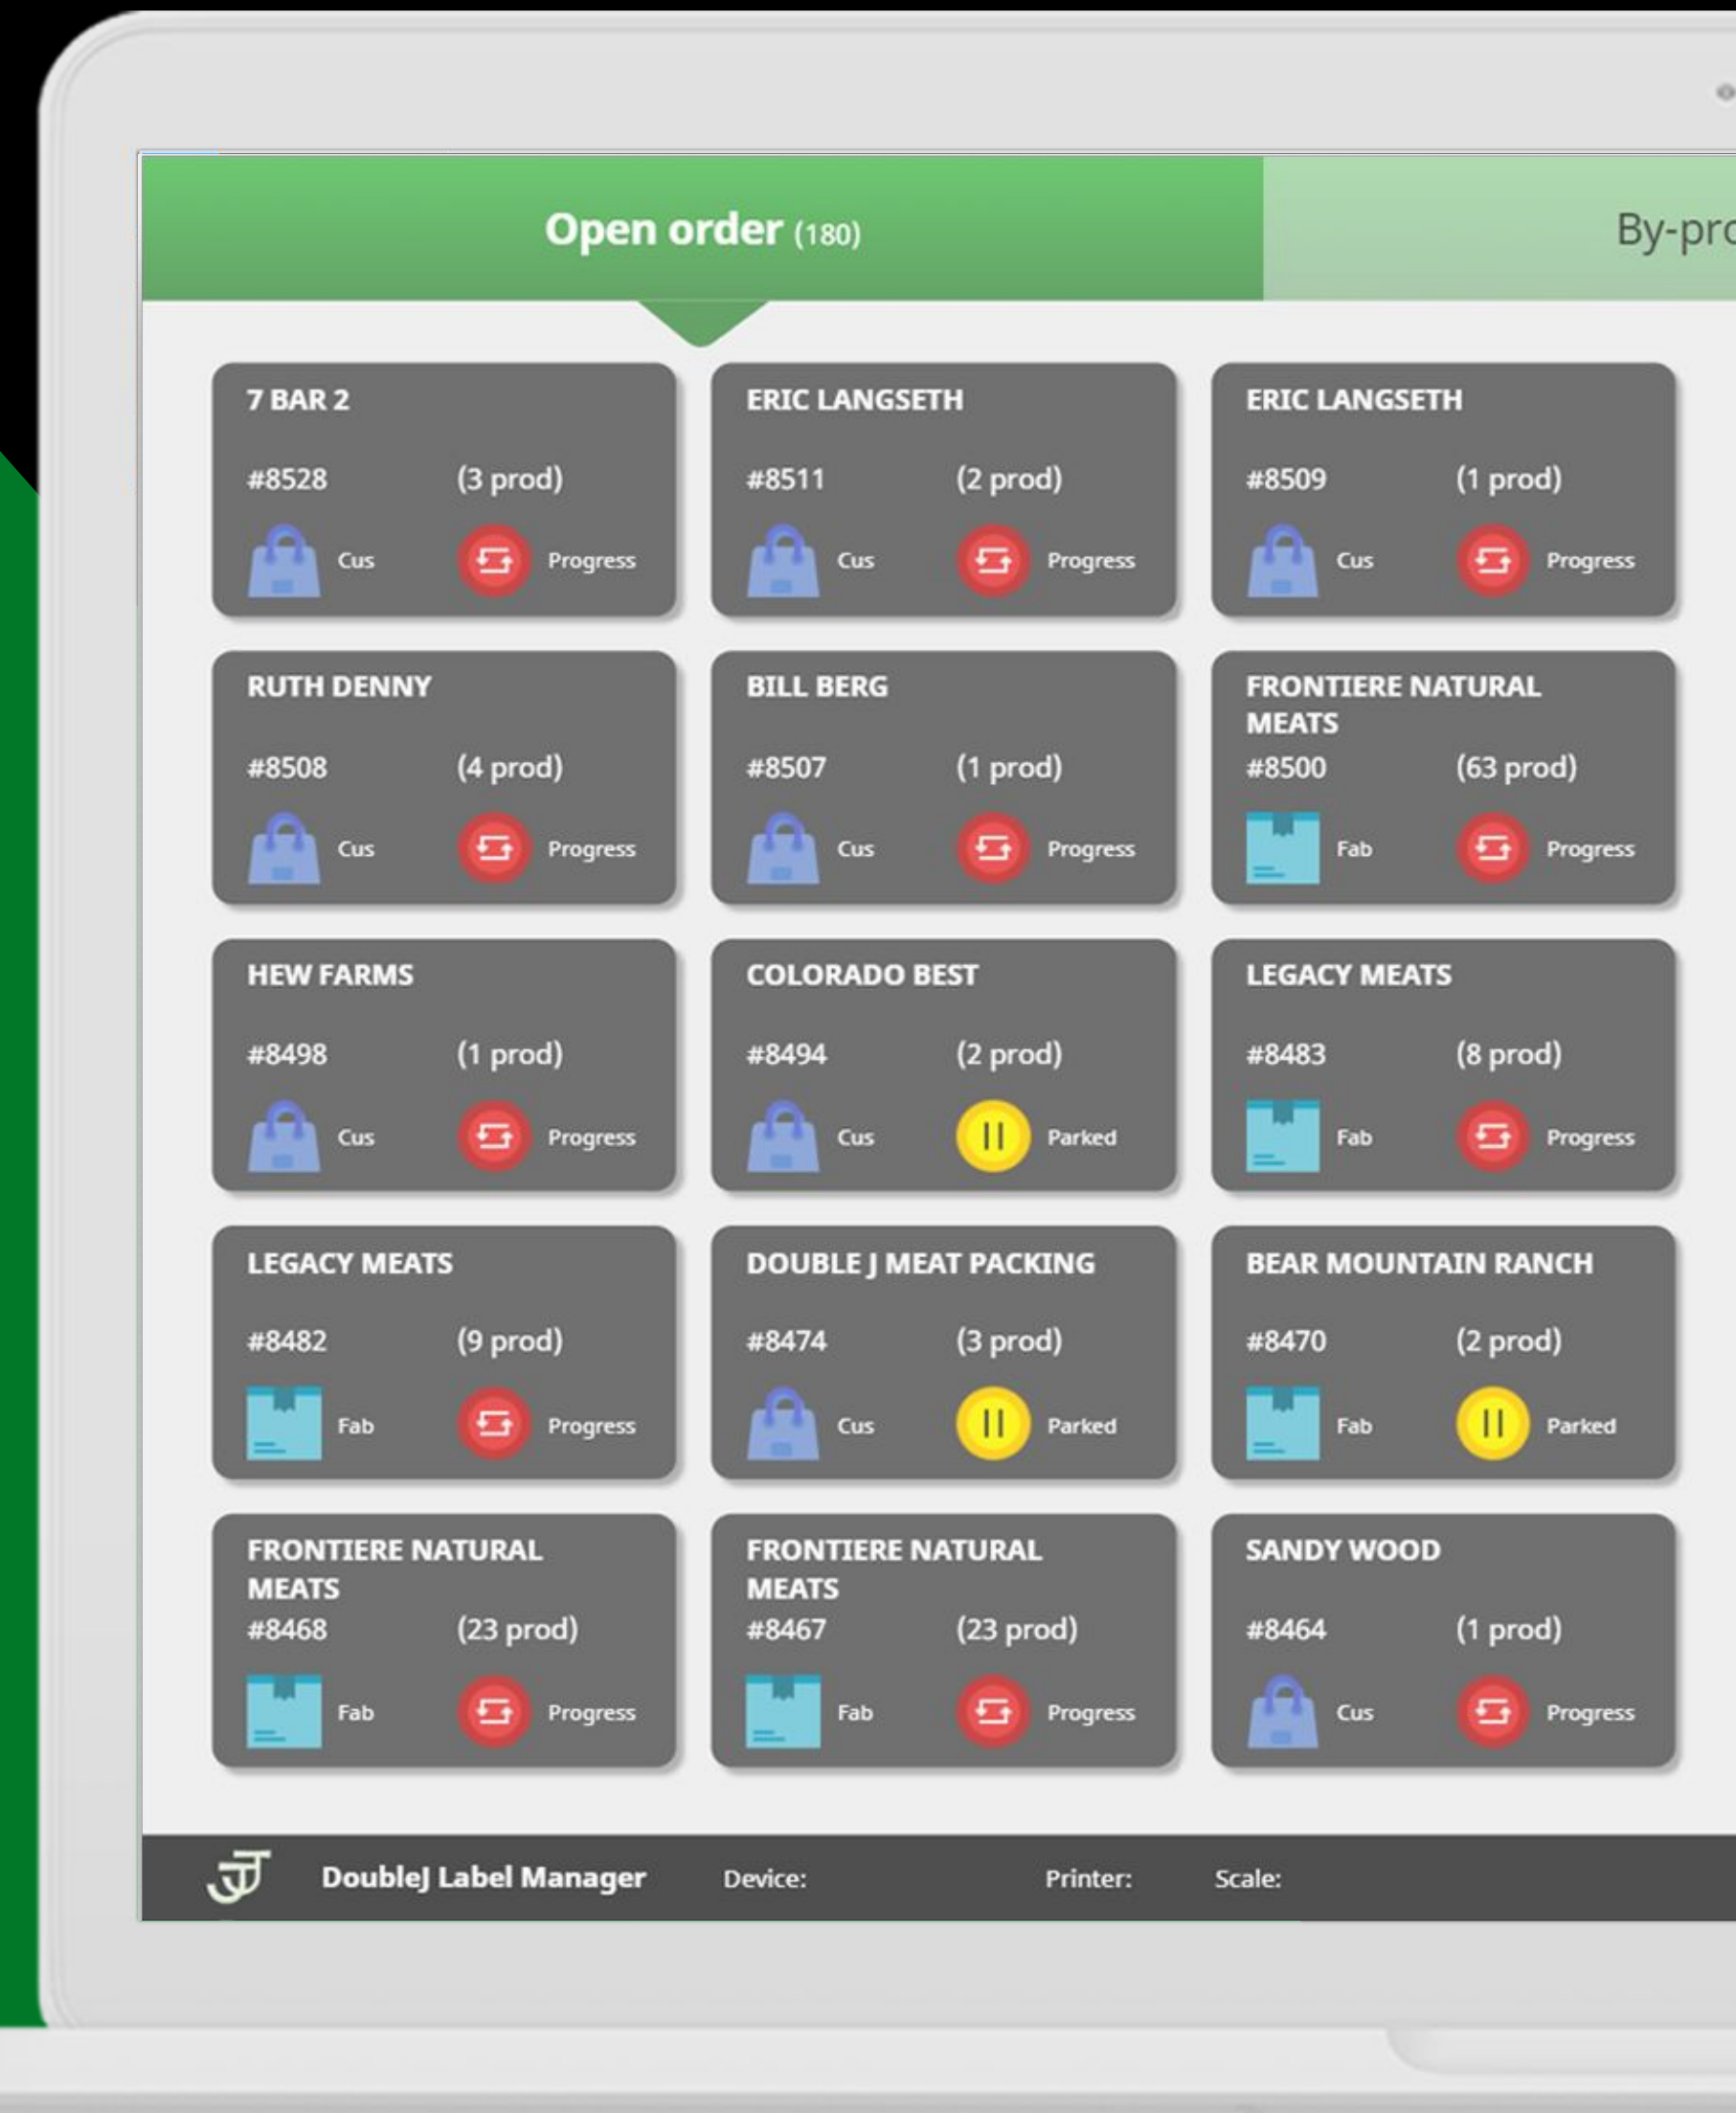 Open order (180)
By-pro
7 BAR 2
#8528 (3 prod)
Cus Progress
ERIC LANGSETH
#8511 (2 prod)
Cus Progress
ERIC LANGSETH
#8509 (1 prod)
Cus Progress
RUTH DENNY
#8508 (4 prod)
Cus Progress
BILL BERG
#8507 (1 prod)
Cus Progress
FRONTIERE NATURAL
MEATS
#8500 (63 prod)
Fab Progress
HEW FARMS
#8498 (1 prod)
Cus Progress
COLORADO BEST
#8494 (2 prod)
Cus Parked
LEGACY MEATS
#8483 (8 prod)
Fab Progress
LEGACY MEATS
#8482 (9 prod)
Fab Progress
DOUBLE J MEAT PACKING
#8474 (3 prod)
Cus Parked
BEAR MOUNTAIN RANCH
#8470 (2 prod)
Fab Parked
FRONTIERE NATURAL
MEATS
#8468 (23 prod)
Fab Progress
FRONTIERE NATURAL
MEATS
#8467 (23 prod)
Fab Progress
SANDY WOOD
#8464 (1 prod)
Cus Progress
JJ DoubleJ Label Manager Device: Printer: Scale: